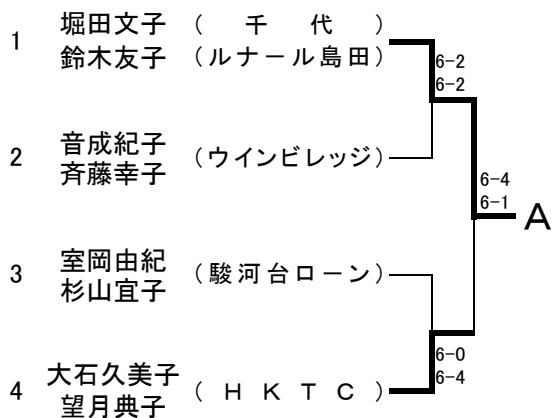 1 堀田文子 (千代)
鈴木友子 (ルナール島田)
6-2
6-2
2 音成紀子
斉藤幸子 (ウインビレッジ)
6-4
6-1
A
3 室岡由紀
杉山宜子 (駿河台ローン)
6-0
6-4
4 大石久美子
望月典子 (HKTC)